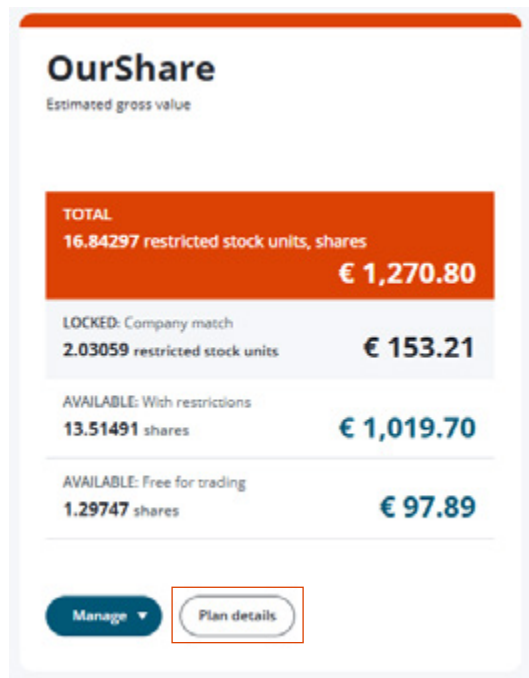 OurShare
Estimated gross value
TOTAL
16.84297 restricted stock units, shares
€ 1,270.80
LOCKED: Company match
2.03059 restricted stock units
€ 153.21
AVAILABLE: With restrictions
13.51491 shares
€ 1,019.70
AVAILABLE: Free for trading
1.29747 shares
€ 97.89
Manage
Plan details